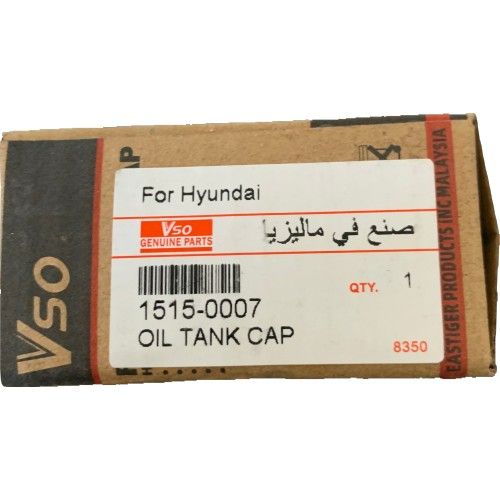 For Hyundai
VSO
GENUINE PARTS
صنع في ماليزيا
1515-0007
QTY. 1
OIL TANK CAP
8350
VSO
EASTIGER PRODUCTS INC MALAYSIA